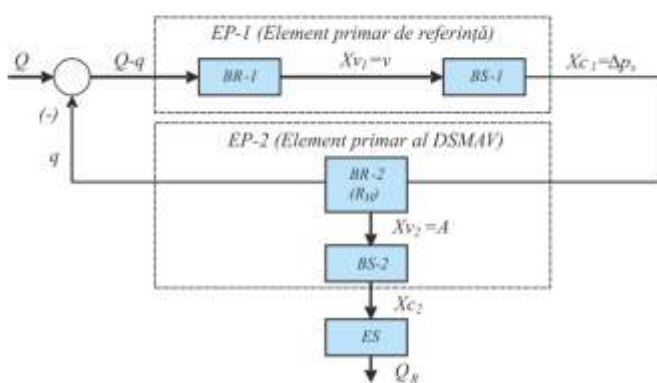 EP-1 (Element primar de referință)
Q
Q-q
BR-1
Xv₁=v
BS-1
Xc₁=Δpₛ
(-)
q
EP-2 (Element primar al DSMAV)
BR-2
(R₁₀)
Xv₂ =A
BS-2
Xc₂
ES